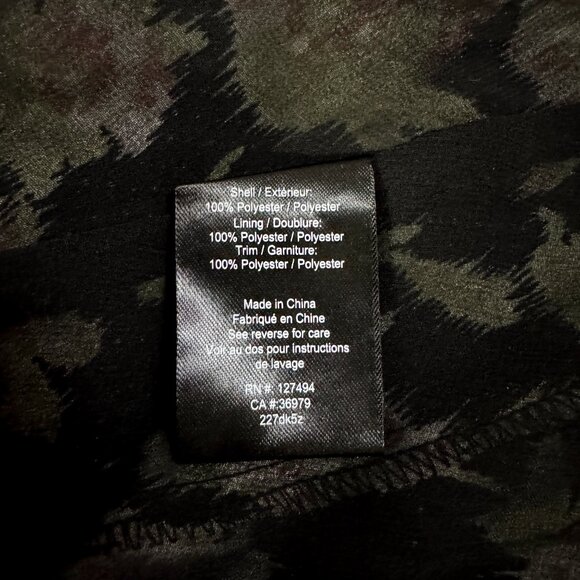 Shell / Extérieur:
100% Polyester / Polyester
Lining / Doublure:
100% Polyester / Polyester
Trim / Garniture:
100% Polyester / Polyester
Made in China
Fabriqué en Chine
See reverse for care
Voir au dos pour instructions
de lavage
RN #: 127494
CA #:36979
227dk5z